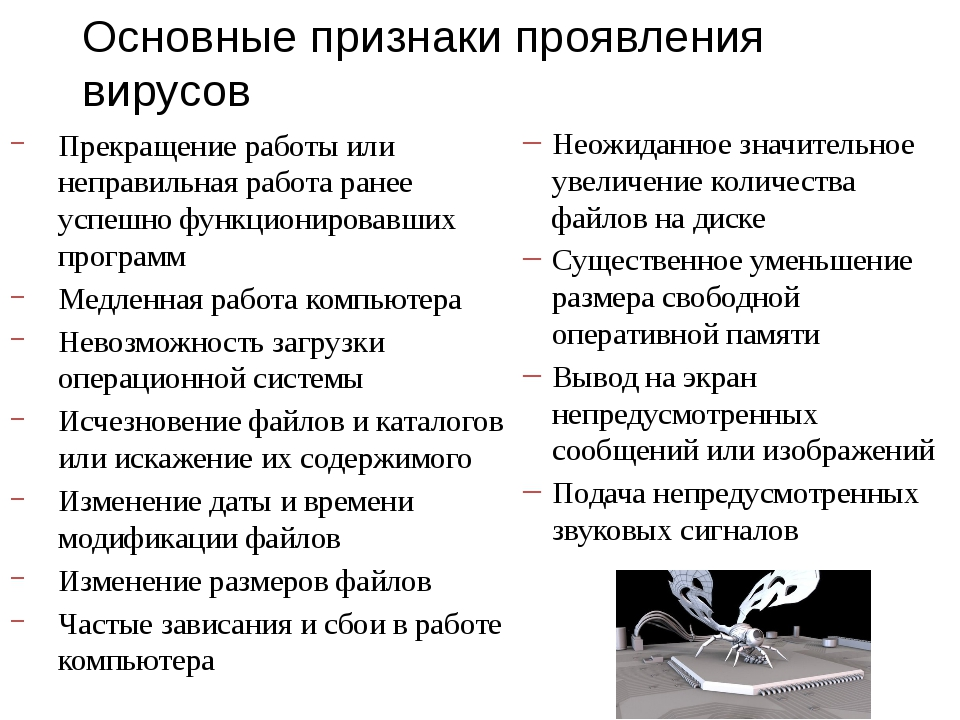 Основные признаки проявления
вирусов
– Прекращение работы или
неправильная работа ранее
успешно функционировавших
программ
– Медленная работа компьютера
– Невозможность загрузки
операционной системы
– Исчезновение файлов и каталогов
или искажение их содержимого
– Изменение даты и времени
модификации файлов
– Изменение размеров файлов
– Частые зависания и сбои в работе
компьютера
– Неожиданное значительное
увеличение количества
файлов на диске
– Существенное уменьшение
размера свободной
оперативной памяти
– Вывод на экран
непредусмотренных
сообщений или изображений
– Подача непредусмотренных
звуковых сигналов